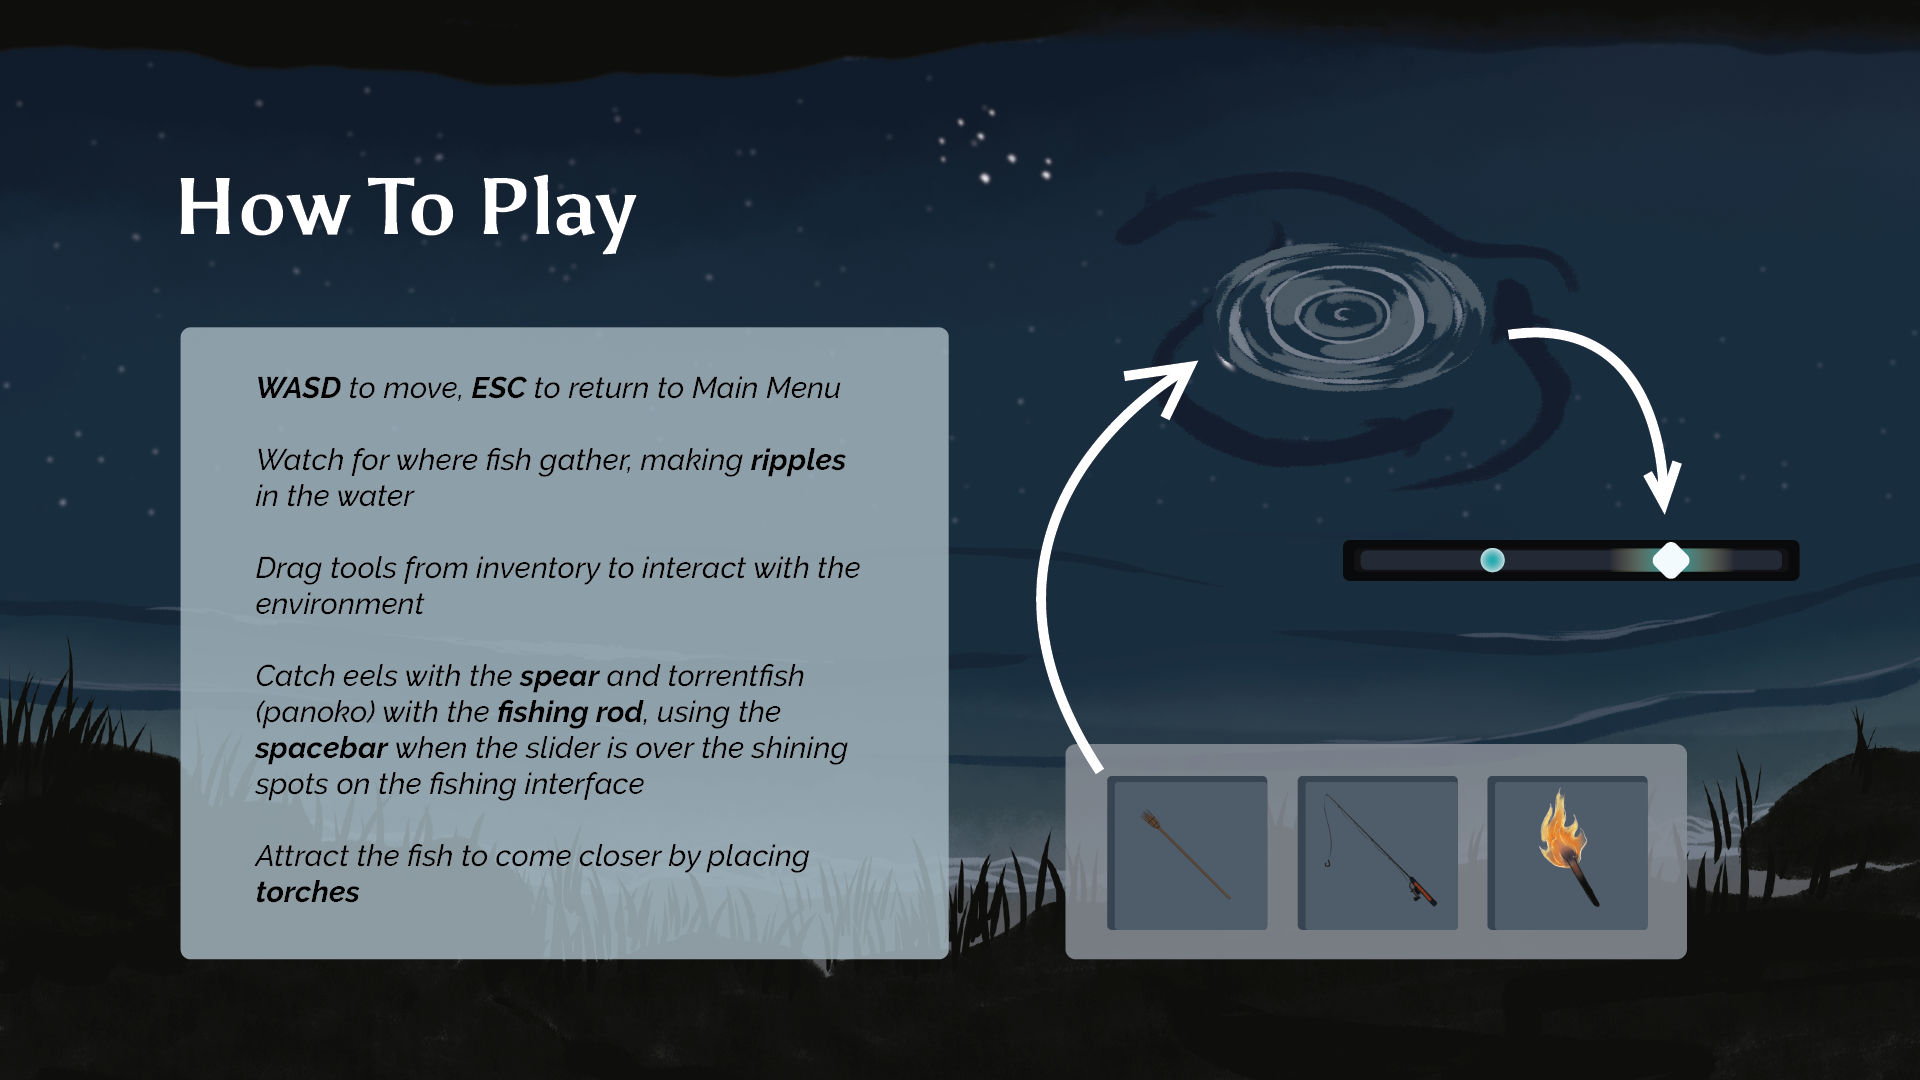 How To Play
WASD to move, ESC to return to Main Menu
Watch for where fish gather, making ripples
in the water
Drag tools from inventory to interact with the
environment
Catch eels with the spear and torrentfish
(panoko) with the fishing rod, using the
spacebar when the slider is over the shining
spots on the fishing interface
Attract the fish to come closer by placing
torches